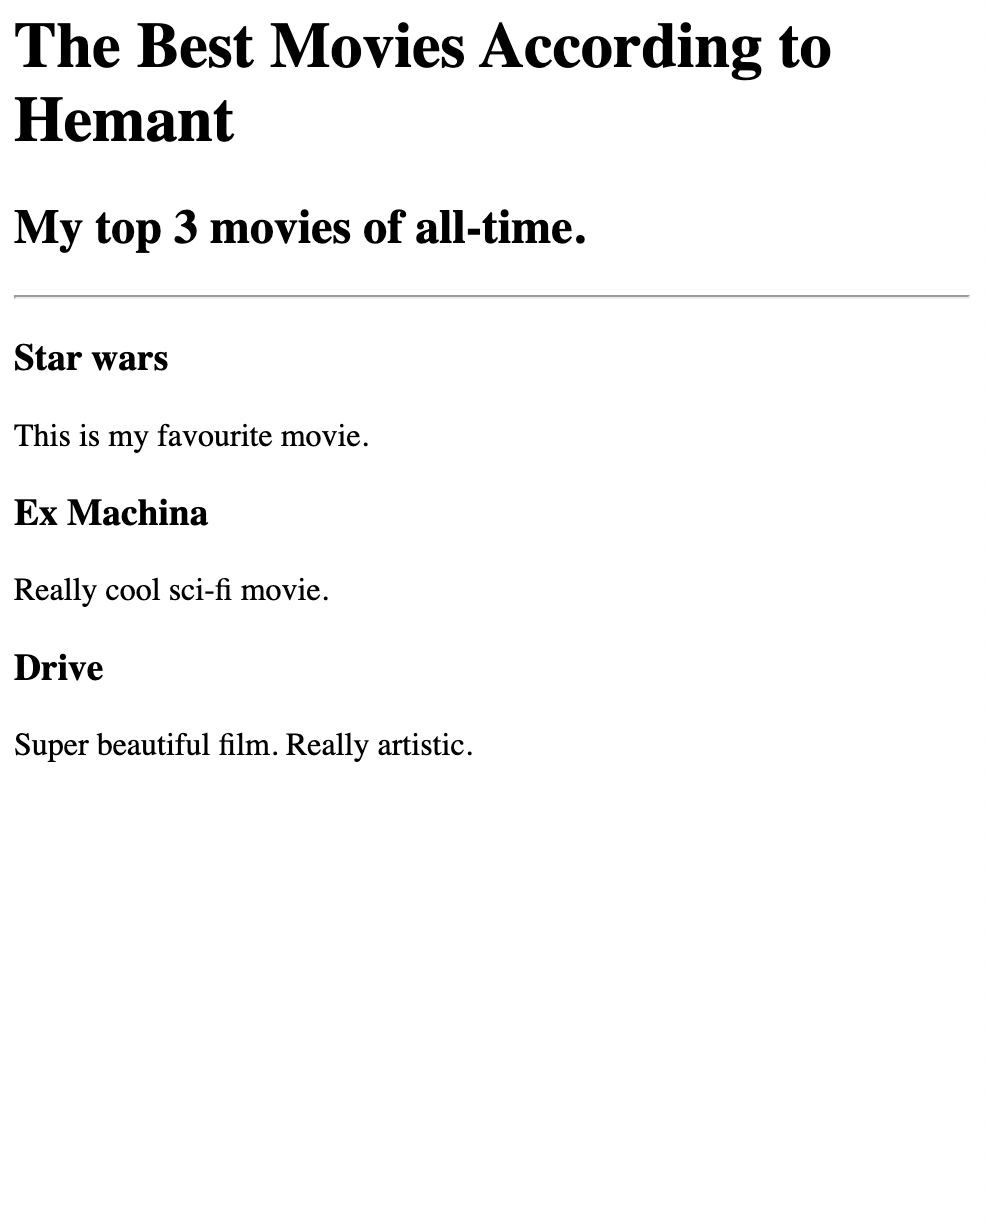 The Best Movies According to
Hemant
My top 3 movies of all-time.
Star wars
This is my favourite movie.
Ex Machina
Really cool sci-fi movie.
Drive
Super beautiful film. Really artistic.